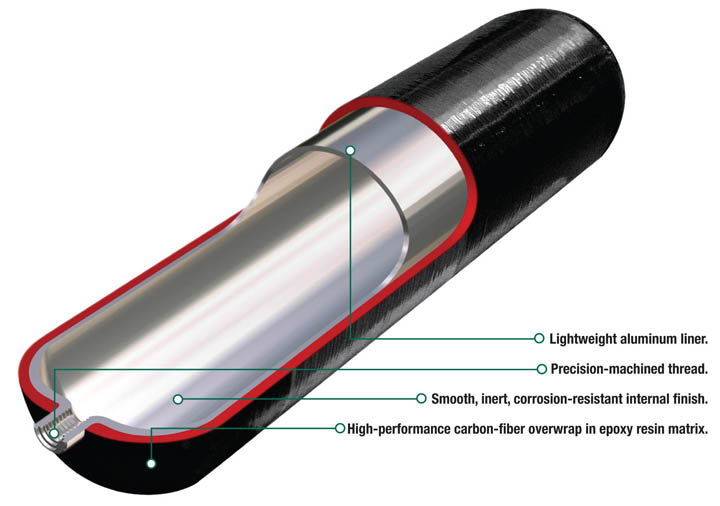 Lightweight aluminum liner.
Precision-machined thread.
Smooth, inert, corrosion-resistant internal finish.
High-performance carbon-fiber overwrap in epoxy resin matrix.